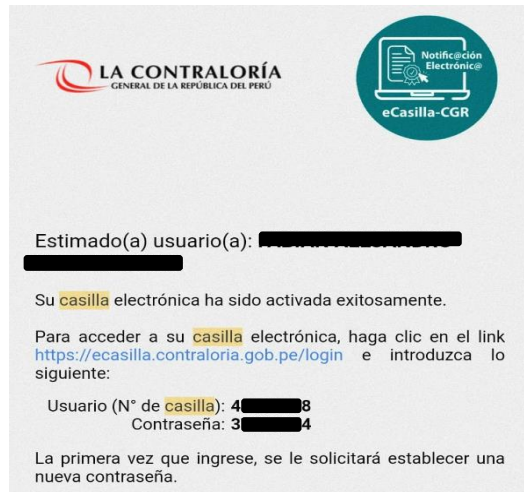 LA CONTRALORÍA
GENERAL DE LA REPÚBLICA DEL PERÚ
Notific@ción
Electrónic@
eCasilla-CGR
Estimado(a) usuario(a):
Su casilla electrónica ha sido activada exitosamente.
Para acceder a su casilla electrónica, haga clic en el link
https://ecasilla.contraloria.gob.pe/login e introduzca lo
siguiente:
Usuario (N° de casilla): 4 8
Contraseña: 3 4
La primera vez que ingrese, se le solicitará establecer una
nueva contraseña.